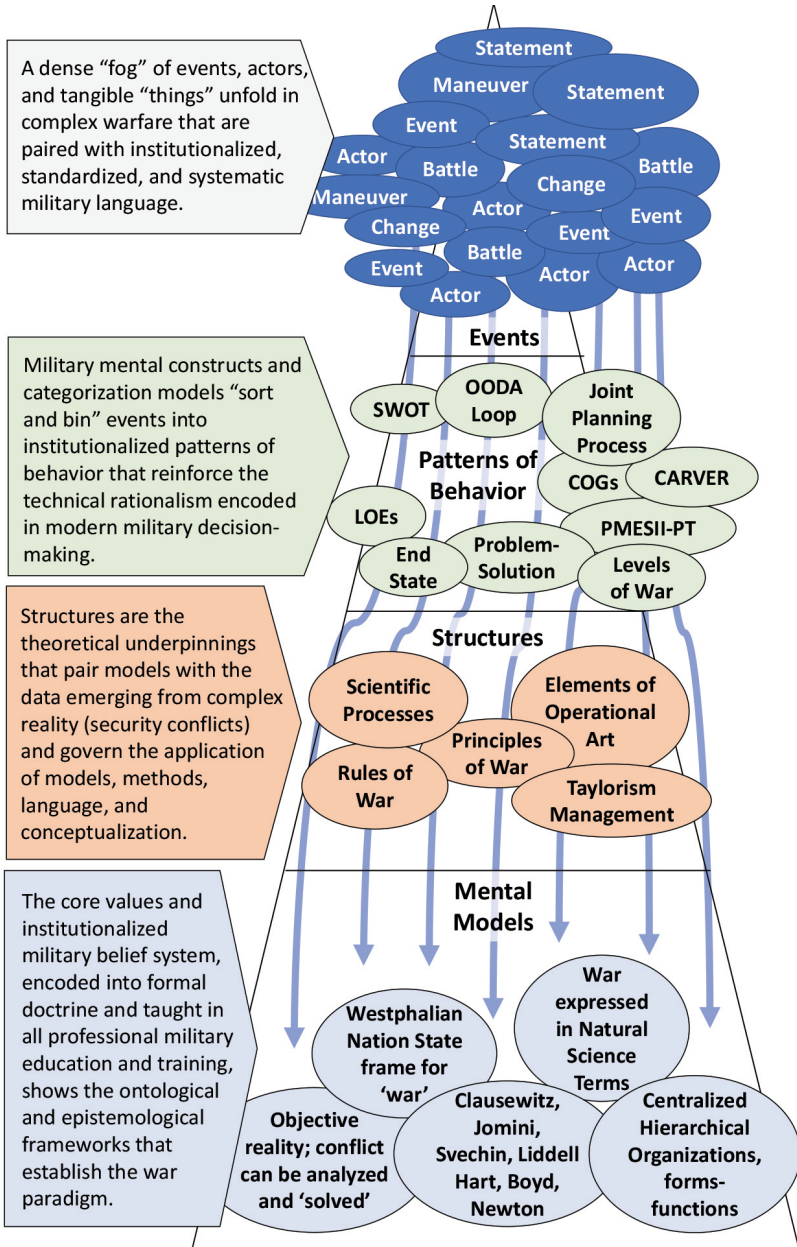 A dense “fog” of events, actors,
and tangible “things” unfold in
complex warfare that are
paired with institutionalized,
standardized, and systematic
military language.
Statement
Maneuver
Statement
Event
Statement
Actor
Battle
Battle
Change
Maneuver
Actor
Event
Change
Event
Battle
Actor
Event
Actor
Actor
Events
Military mental constructs and
categorization models “sort
and bin” events into
institutionalized patterns of
behavior that reinforce the
technical rationalism encoded
in modern military decision-
making.
SWOT
OODA
Loop
Joint
Planning
Process
Patterns of
Behavior
COGs
CARVER
LOEs
PMESII-PT
End
State
Problem-
Solution
Levels
of War
Structures are the
theoretical underpinnings
that pair models with the
data emerging from complex
reality (security conflicts)
and govern the application
of models, methods,
language, and
conceptualization.
Structures
Scientific
Processes
Elements of
Operational
Art
Principles
of War
Rules of
War
Taylorism
Management
The core values and
institutionalized
military belief system,
encoded into formal
doctrine and taught in
all professional military
education and training,
shows the ontological
and epistemological
frameworks that
establish the war
paradigm.
Mental
Models
Westphalian
Nation State
frame for
‘war’
War
expressed
in Natural
Science
Terms
Objective
reality; conflict
can be analyzed
and ‘solved’
Clausewitz,
Jomini,
Svechin, Liddell
Hart, Boyd,
Newton
Centralized
Hierarchical
Organizations,
forms-
functions